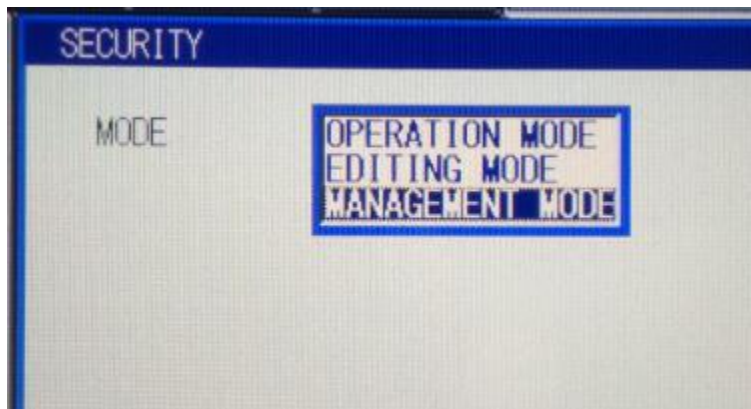 SECURITY
MODE
OPERATION MODE
EDITING MODE
MANAGEMENT MODE